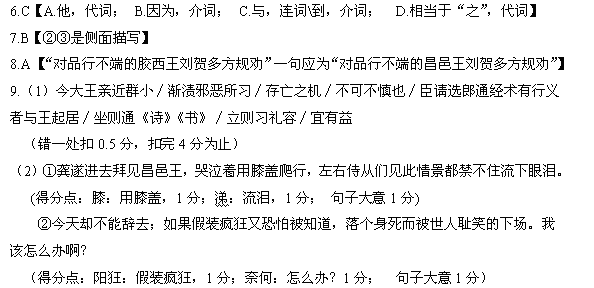 6.C【A.他，代词； B.因为，介词； C.与，连词\到，介词； D.相当于“之”，代词】
7.B【②③是侧面描写】
8.A【“对品行不端的胶西王刘贺多方规劝”一句应为“对品行不端的昌邑王刘贺多方规劝”】
9.（1）今大王亲近群小／渐渍邪恶所习／存亡之机／不可不慎也／臣请选郎通经术有行义
者与王起居／坐则通《诗》《书》／立则习礼容／宜有益
（错一处扣 0.5 分，扣完 4 分为止）
（2）①龚遂进去拜见昌邑王，哭泣着用膝盖爬行，左右侍从们见此情景都禁不住流下眼泪。
(得分点：膝：用膝盖，1 分；涕：流泪，1 分； 句子大意 1 分)
②今天却不能辞去；如果假装疯狂又恐怕被知道，落个身死而被世人耻笑的下场。我
该怎么办啊？
（得分点：阳狂：假装疯狂，1 分；奈何：怎么办？1 分； 句子大意 1 分）